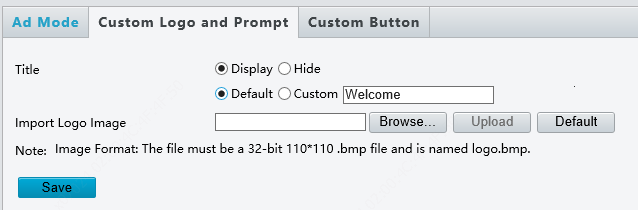 Ad Mode Custom Logo and Prompt Custom Button
Title Display Hide
Default Custom Welcome
Import Logo Image Browse... Upload Default
Note: Image Format: The file must be a 32-bit 110*110 .bmp file and is named logo.bmp.
Save